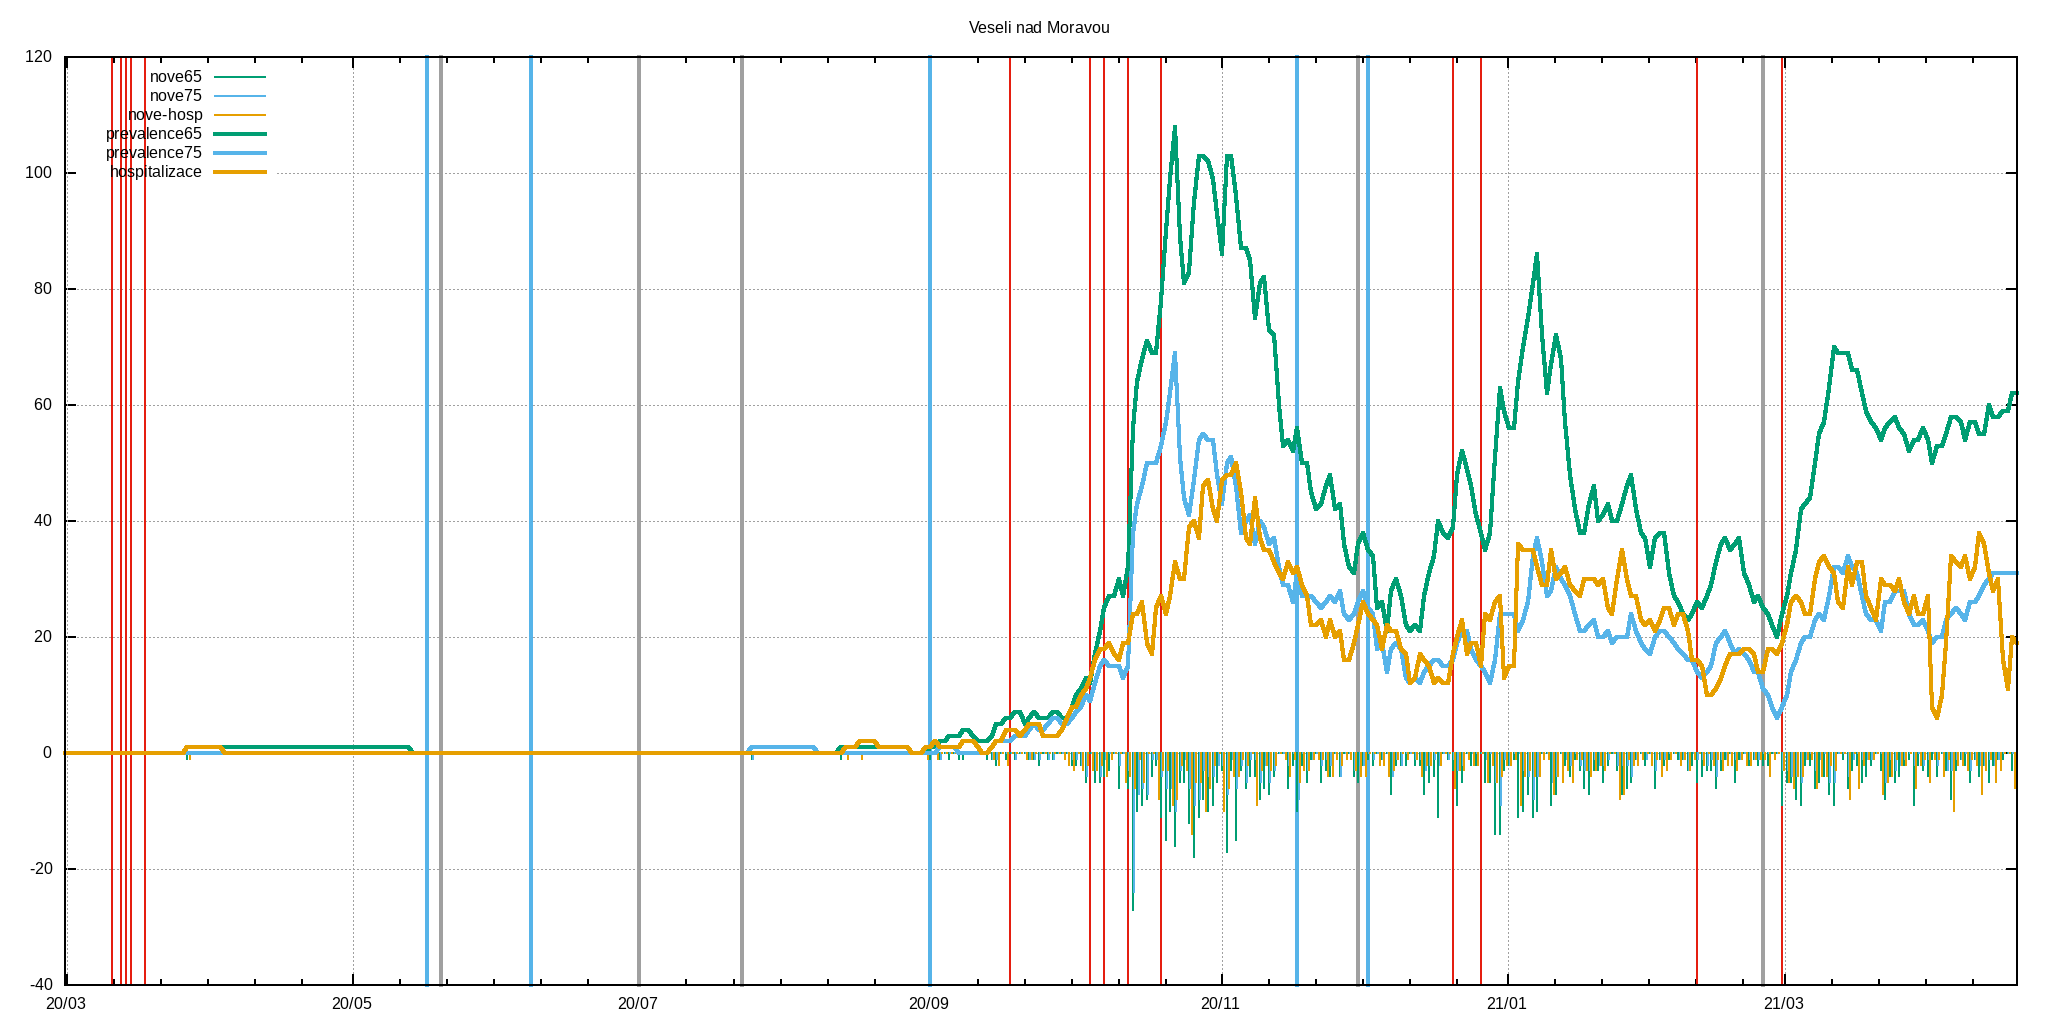 Veseli nad Moravou
120
100
80
60
40
20
0
-20
-40
nove65
nove75
nove-hosp
prevalence65
prevalence75
hospitalizace
20/03 20/05 20/07 20/09 20/11 21/01 21/03